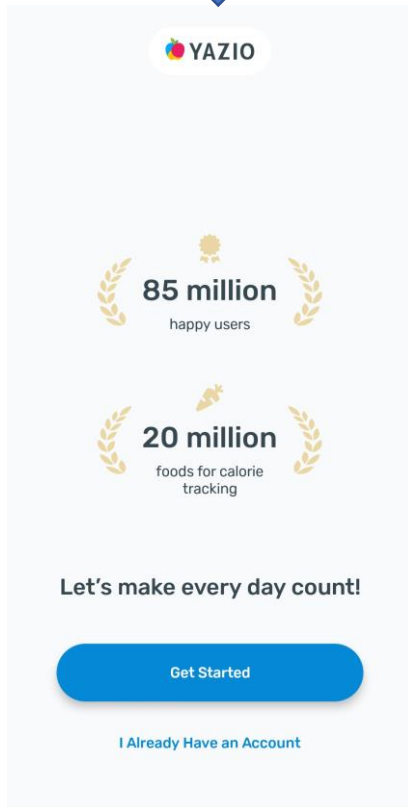 YAZIO
85 million
happy users
20 million
foods for calorie
tracking
Let's make every day count!
Get Started
I Already Have an Account